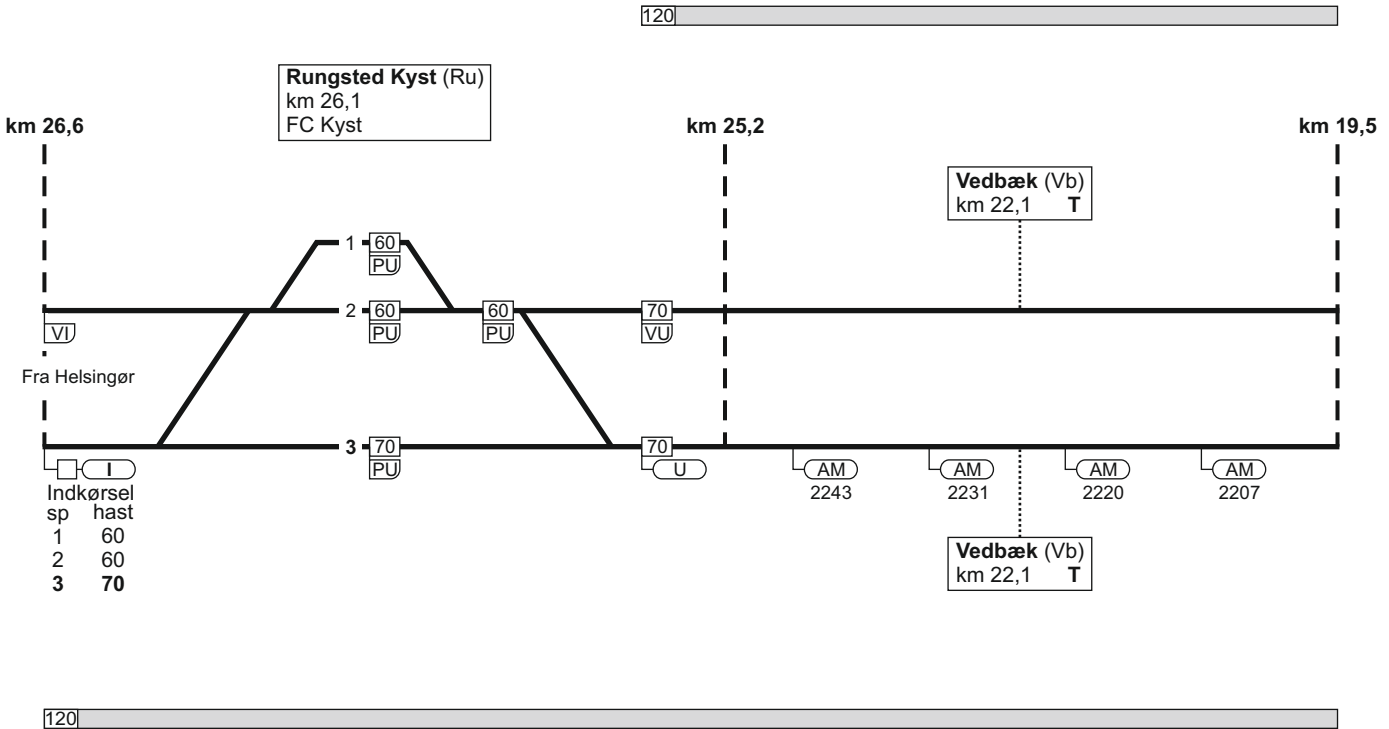 120
Rungsted Kyst (Ru)
km 26,1
FC Kyst
km 26,6
km 25,2
km 19,5
Vedbæk (Vb)
km 22,1 T
1 60
PU
2 60 60 70
VI PU PU VU
Fra Helsingør
3 70 70
I PU U AM AM AM AM
2243 2231 2220 2207
Indkørsel
sp hast
1 60
2 60
3 70
Vedbæk (Vb)
km 22,1 T
120